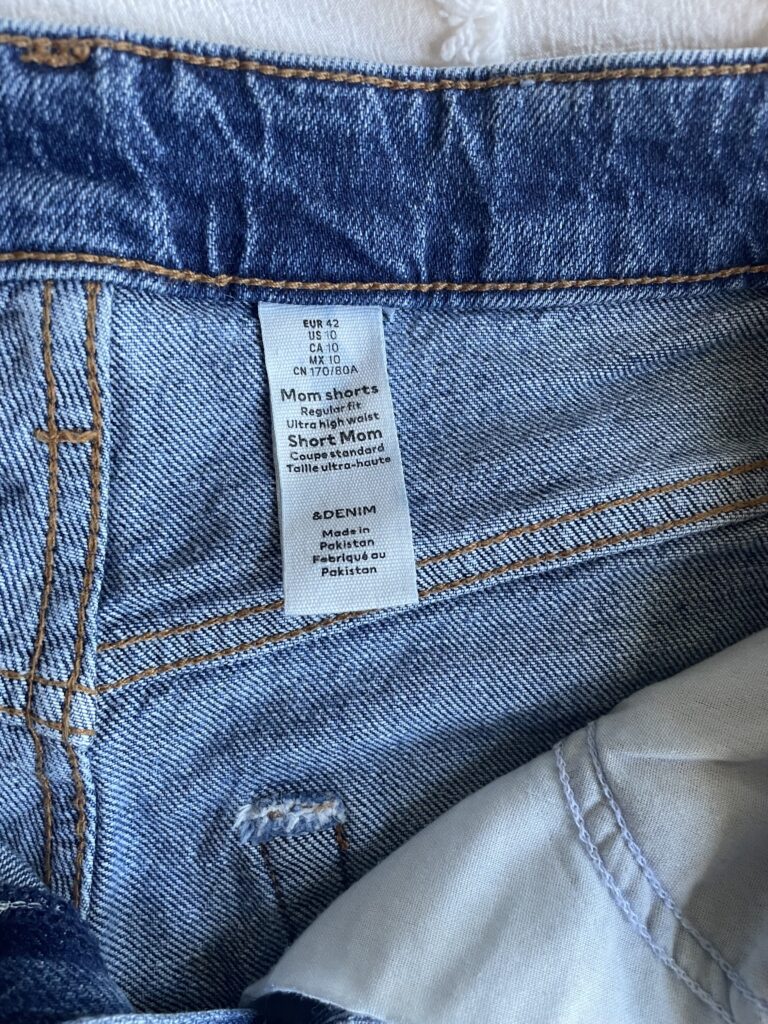 EUR 42
US 10
CA 10
MX 10
CN 170/80A
Mom shorts
Regular fit
Ultra high waist
Short Mom
Coupe standard
Taille ultra-haute
&DENIM
Made in
Pakistan
Fabriqué au
Pakistan